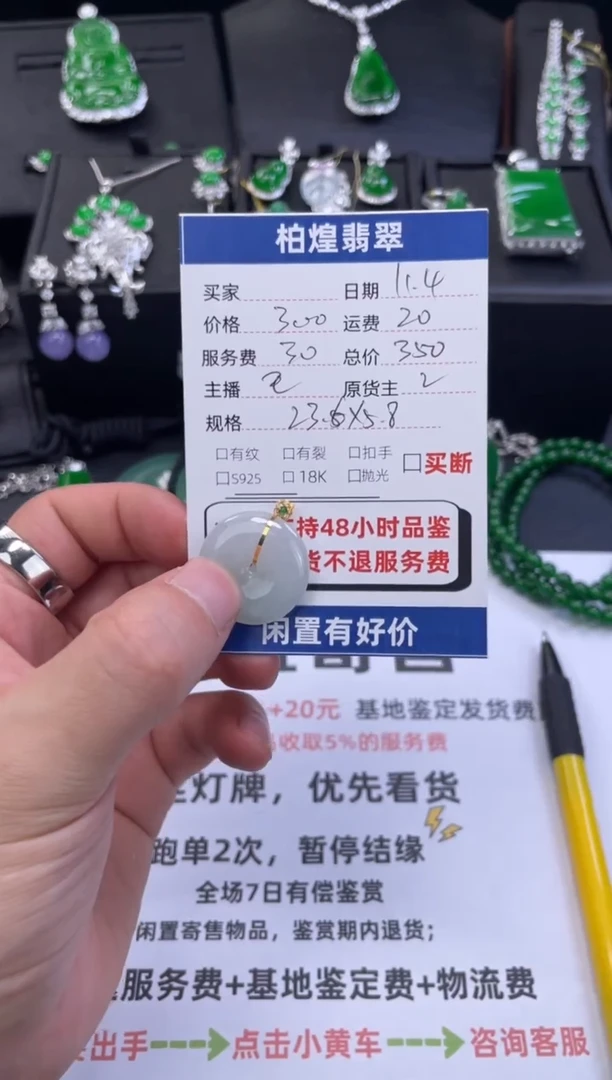 柏煌翡翠
买家 日期 11.4
价格 300 运费 20
服务费 30 总价 350
主播 原货主
规格 23.6X5.8
□有纹 □有裂 □扣手
□S925 □18K □抛光 □买断
持48小时品鉴
货不退服务费
闲置有好价
+20元 基地鉴定发货费
收取5%的服务费
灯牌，优先看货
跑单2次，暂停结缘
全场7日有偿鉴赏
闲置寄售物品，鉴赏期内退货；
服务费+基地鉴定费+物流费
出手 点击小黄车 咨询客服